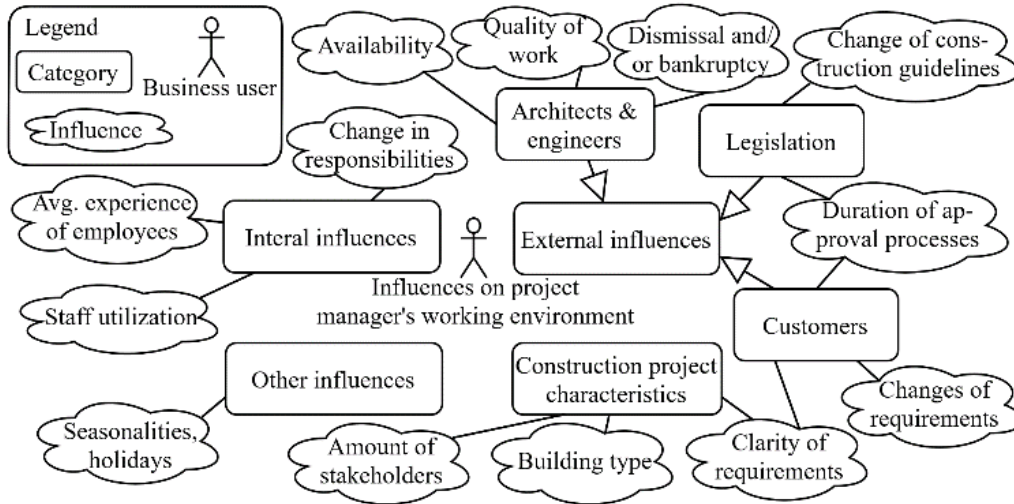 Legend
Category
Business user
Influence
Availability
Quality of
work
Dismissal and/
or bankruptcy
Change of cons-
truction guidelines
Architects &
engineers
Legislation
Change in
responsibilities
Avg. experience
of employees
Interal influences
External influences
Duration of ap-
proval processes
Influences on project
manager's working environment
Staff utilization
Customers
Other influences
Construction project
characteristics
Changes of
requirements
Seasonalities,
holidays
Amount of
stakeholders
Building type
Clarity of
requirements